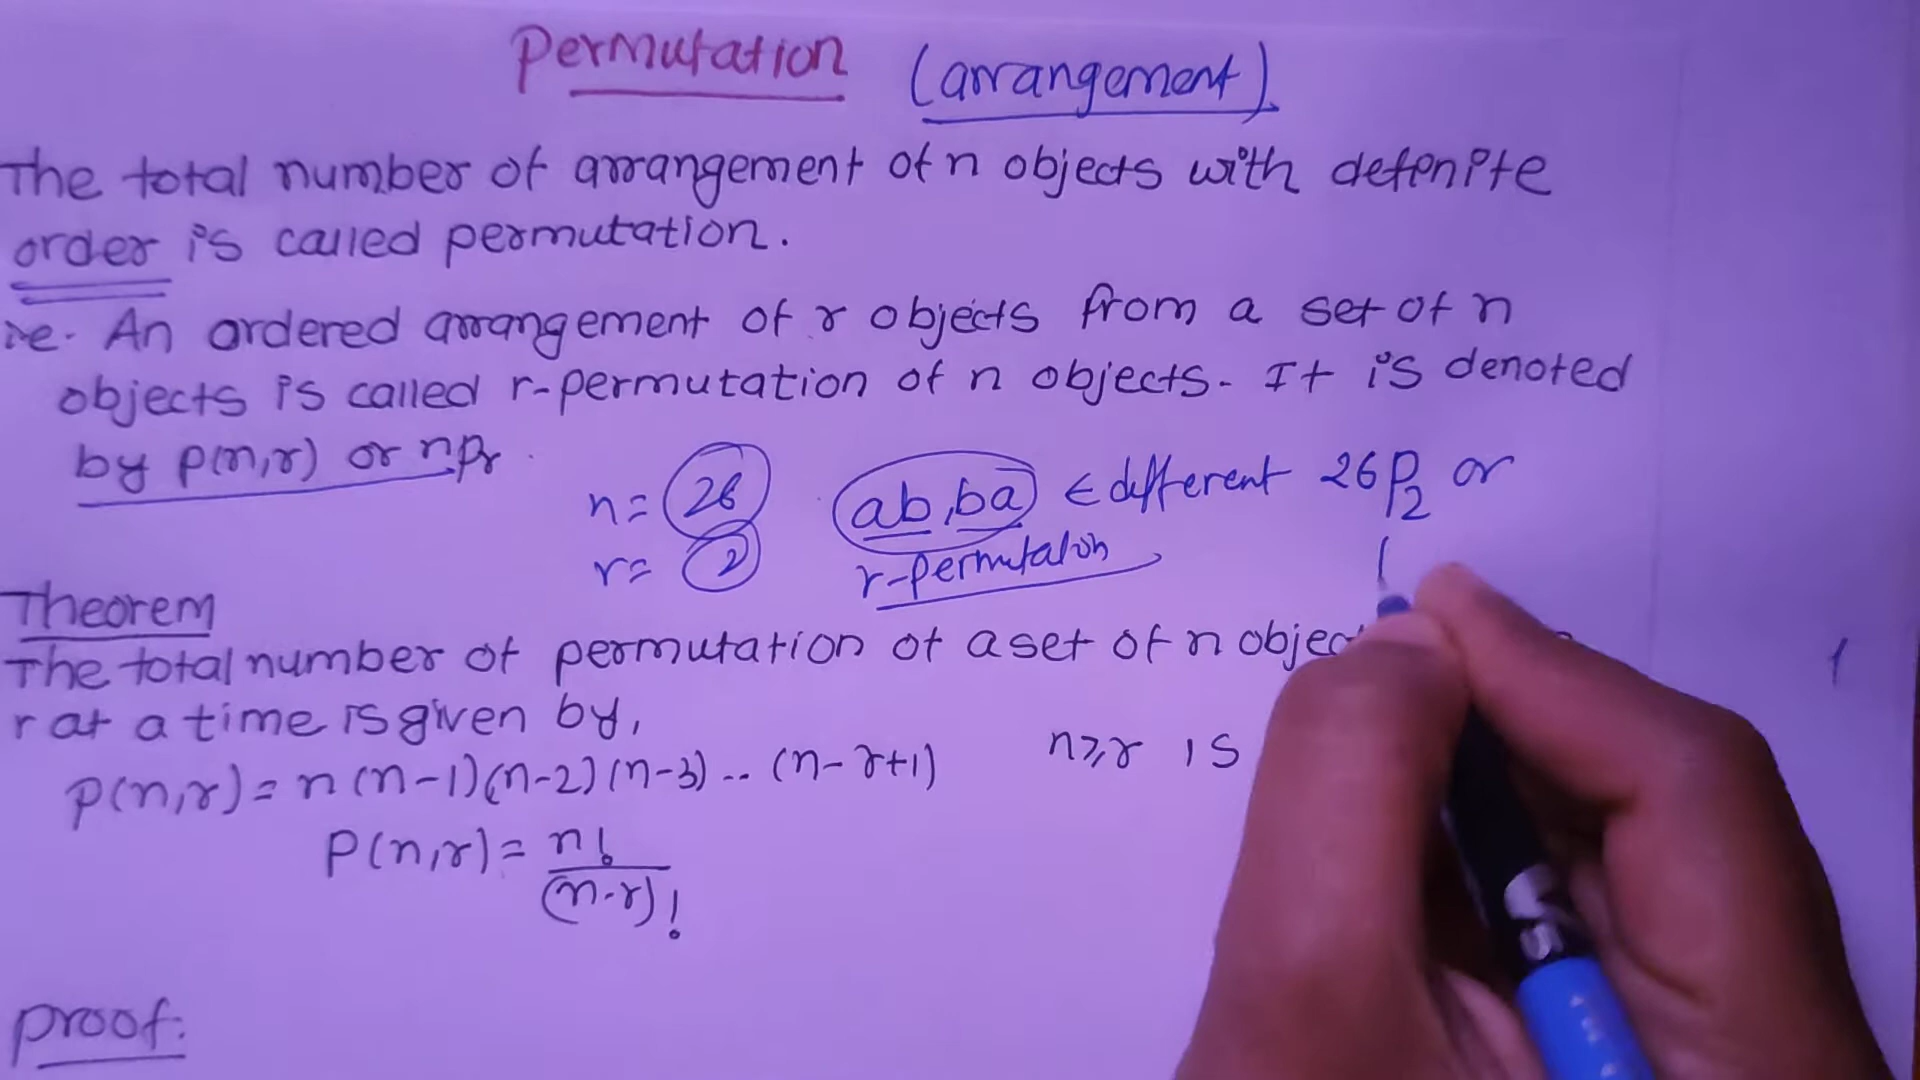 Permutation (arrangement).
The total number of arrangement of n objects with definite
order is called permutation.
ie. An ordered arrangement of r objects from a set of n
objects is called r-permutation of n objects. It is denoted
by p(n,r) or npr.
n = 26 ab, ba ∈ different 26P2 or
r = 2 r-permutation
Theorem
The total number of permutation of a set of n
r at a time is given by,
p(n,r) = n (n-1)(n-2)(n-3)..(n-r+1) n≥r is
P(n,r) = n!
(n-r)!
proof: